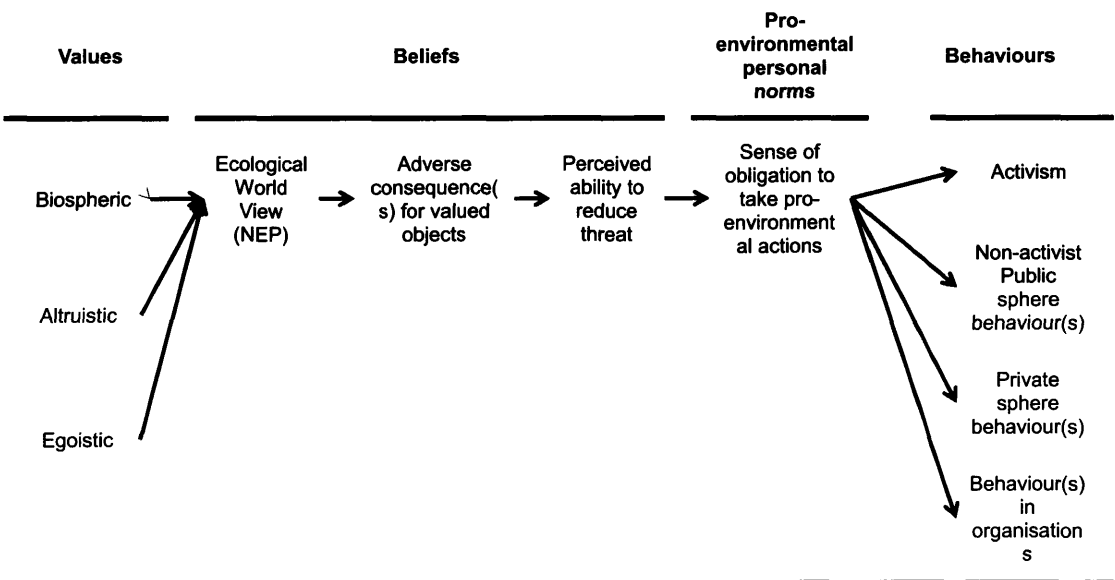 Values
Beliefs
Pro-
environmental
personal
norms
Behaviours
Biospheric
Altruistic
Egoistic
Ecological
World
View
(NEP)
Adverse
consequence(
s) for valued
objects
Perceived
ability to
reduce
threat
Sense of
obligation to
take pro-
environment
al actions
Activism
Non-activist
Public
sphere
behaviour(s)
Private
sphere
behaviour(s)
Behaviour(s)
in
organisation
s